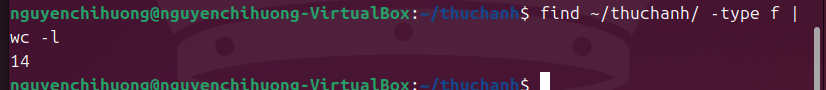 nguyenchihuong@nguyenchihuong-VirtualBox:~/thuchanh$ find ~/thuchanh/ -type f |
wc -l
14
nguyenchihuong@nguyenchihuong-VirtualBox:~/thuchanh$